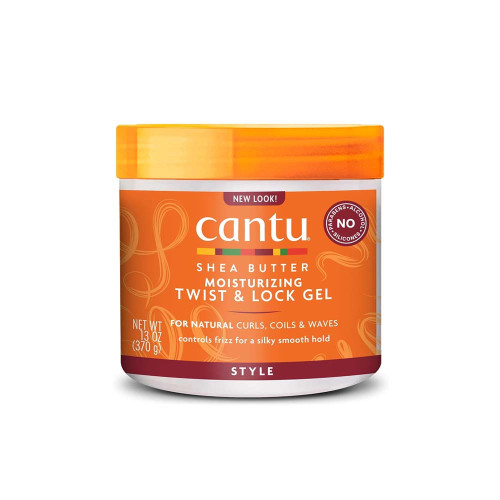 NEW LOOK!
cantu®
SHEA BUTTER
MOISTURIZING
TWIST & LOCK GEL
FOR NATURAL CURLS, COILS & WAVES
controls frizz for a silky smooth hold
NET WT
13 OZ
(370 g)
NO
PARABENS•ALCOHOL
SILICONES
STYLE